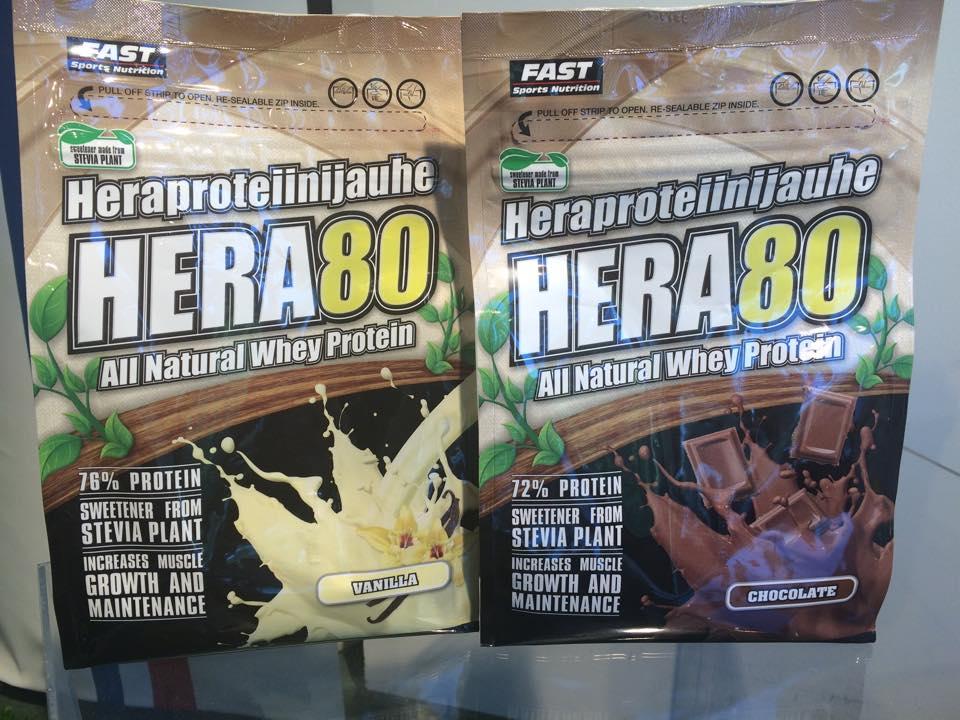 FAST
Sports Nutrition
PULL OFF STRIP TO OPEN. RE-SEALABLE ZIP INSIDE.
sweetener made from
STEVIA PLANT
Heraproteiinijauhe
HERA80
All Natural Whey Protein
76% PROTEIN
SWEETENER FROM
STEVIA PLANT
INCREASES MUSCLE
GROWTH AND
MAINTENANCE
VANILLA
FAST
Sports Nutrition
PULL OFF STRIP TO OPEN. RE-SEALABLE ZIP INSIDE.
sweetener made from
STEVIA PLANT
Heraproteiinijauhe
HERA80
All Natural Whey Protein
72% PROTEIN
SWEETENER FROM
STEVIA PLANT
INCREASES MUSCLE
GROWTH AND
MAINTENANCE
CHOCOLATE